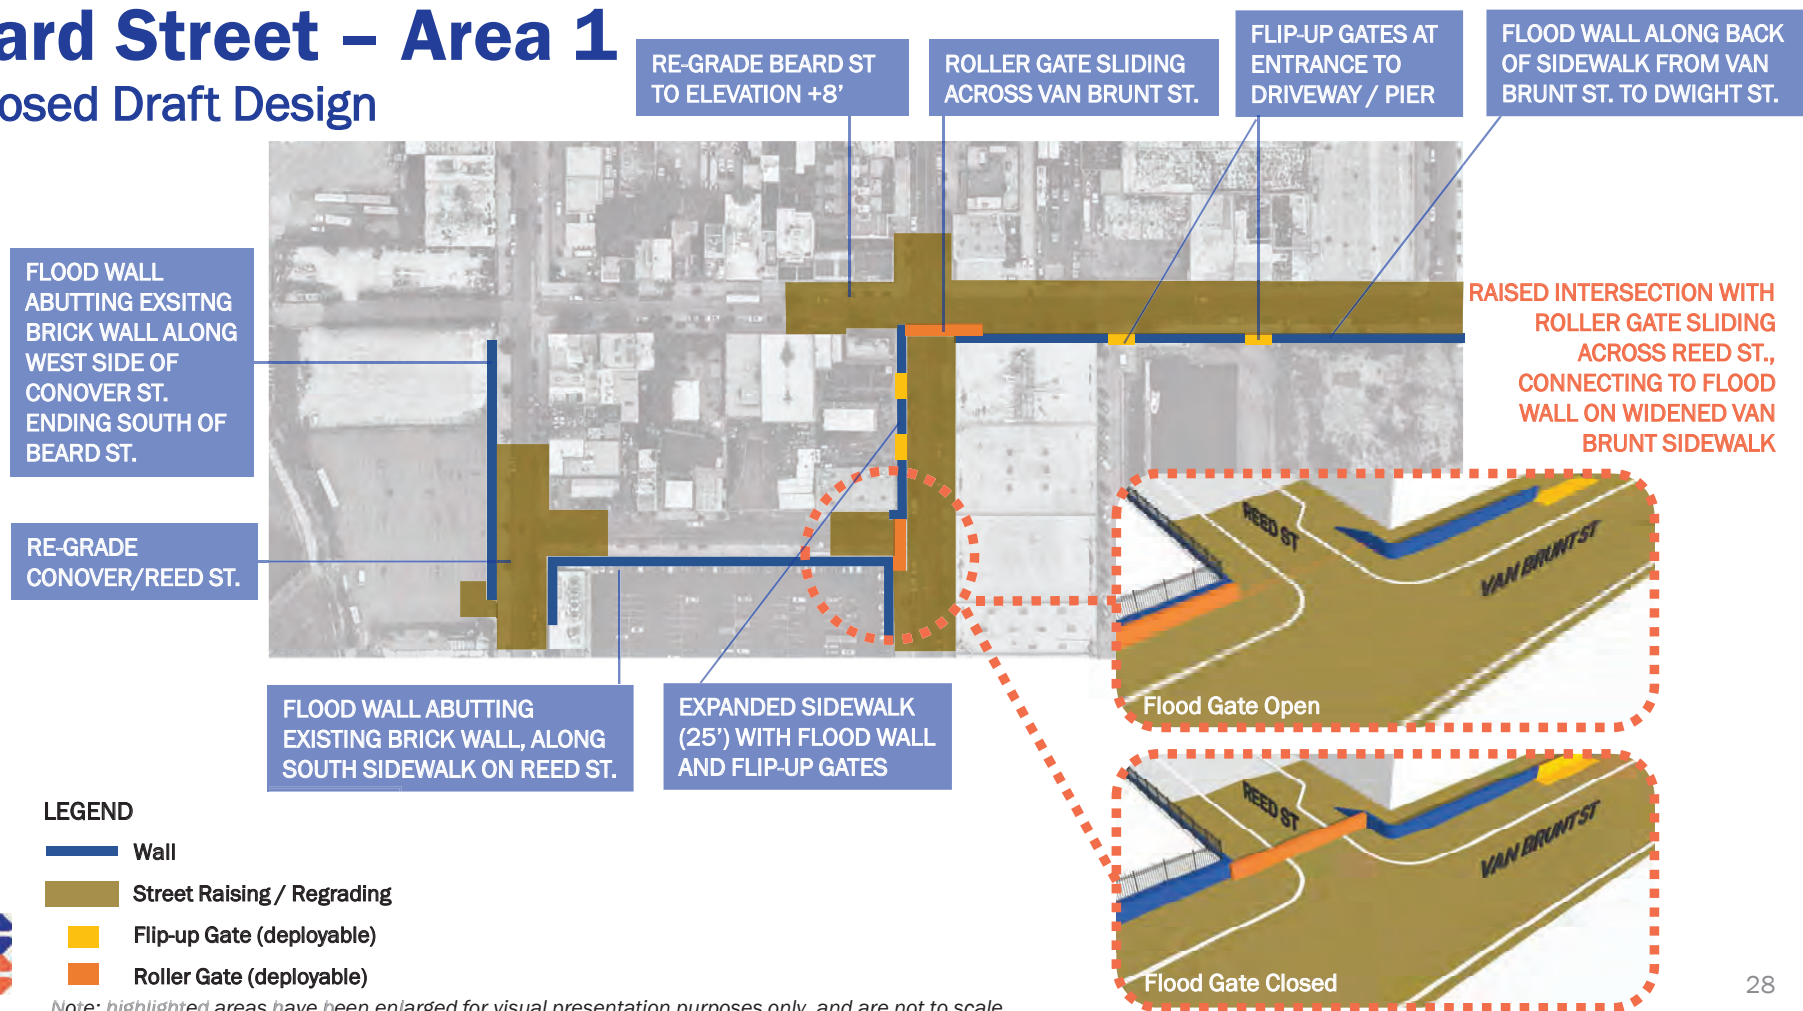 ard Street – Area 1
osed Draft Design
RE-GRADE BEARD ST
TO ELEVATION +8’
ROLLER GATE SLIDING
ACROSS VAN BRUNT ST.
FLIP-UP GATES AT
ENTRANCE TO
DRIVEWAY / PIER
FLOOD WALL ALONG BACK
OF SIDEWALK FROM VAN
BRUNT ST. TO DWIGHT ST.
FLOOD WALL
ABUTTING EXSITNG
BRICK WALL ALONG
WEST SIDE OF
CONOVER ST.
ENDING SOUTH OF
BEARD ST.
RE-GRADE
CONOVER/REED ST.
RAISED INTERSECTION WITH
ROLLER GATE SLIDING
ACROSS REED ST.,
CONNECTING TO FLOOD
WALL ON WIDENED VAN
BRUNT SIDEWALK
REED ST
VAN BRUNT ST
Flood Gate Open
FLOOD WALL ABUTTING
EXISTING BRICK WALL, ALONG
SOUTH SIDEWALK ON REED ST.
EXPANDED SIDEWALK
(25’) WITH FLOOD WALL
AND FLIP-UP GATES
REED ST
VAN BRUNT ST
Flood Gate Closed
LEGEND
Wall
Street Raising / Regrading
Flip-up Gate (deployable)
Roller Gate (deployable)
Note: highlighted areas have been enlarged for visual presentation purposes only, and are not to scale
28